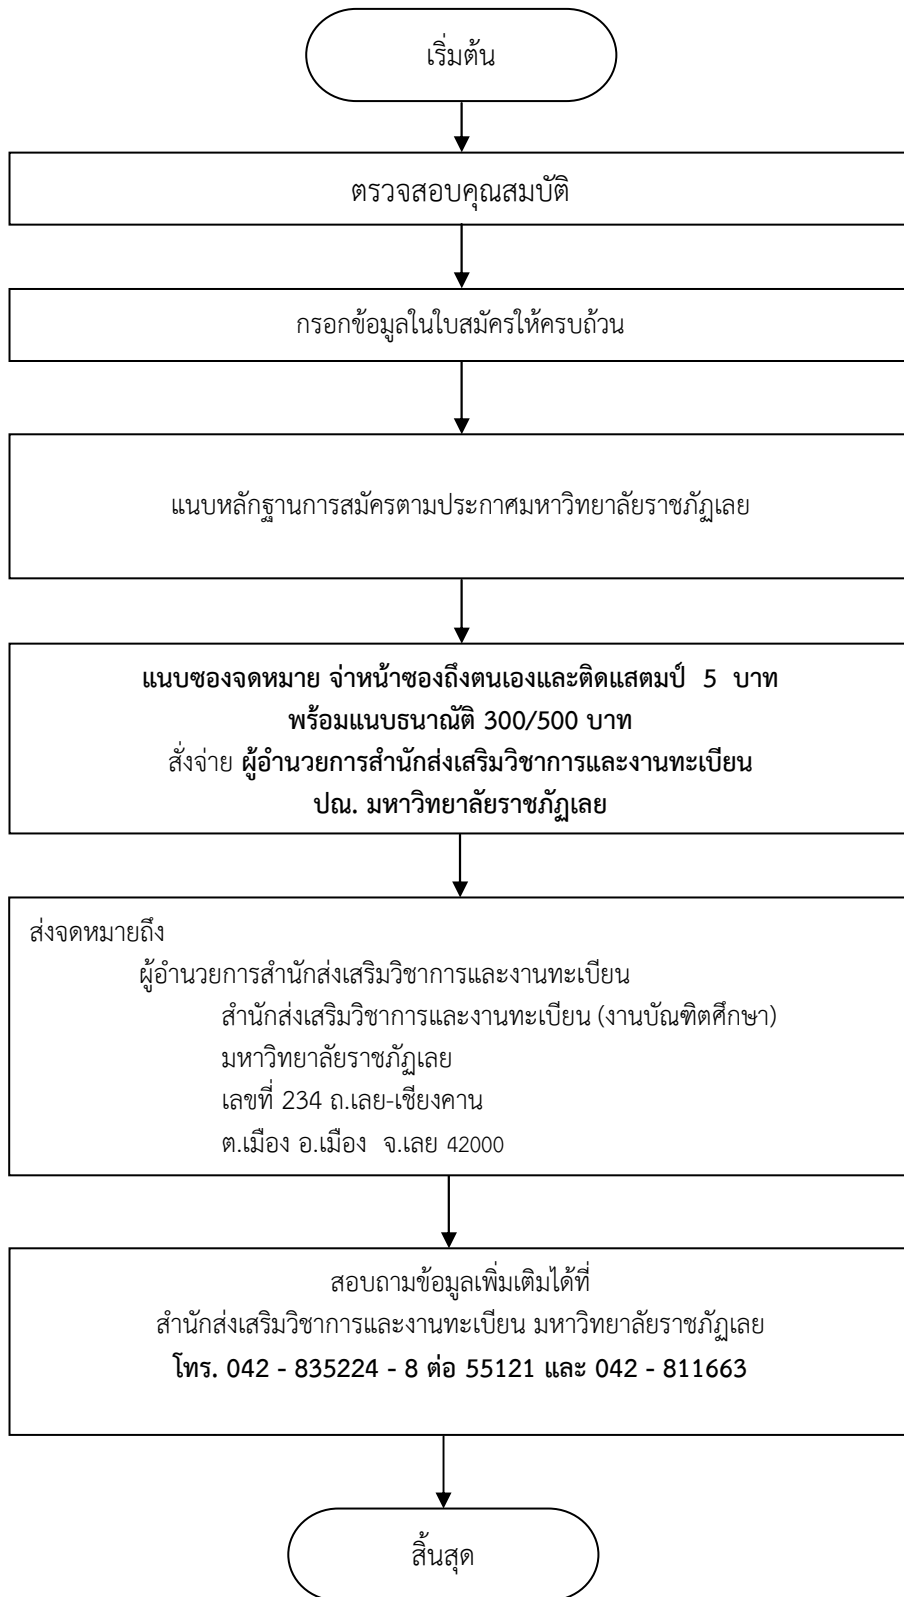 เริ่มต้น
ตรวจสอบคุณสมบัติ
กรอกข้อมูลในใบสมัครให้ครบถ้วน
แนบหลักฐานการสมัครตามประกาศมหาวิทยาลัยราชภัฏเลย
แนบซองจดหมาย จ่าหน้าซองถึงตนเองและติดแสตมป์ 5 บาท
พร้อมแนบธนาณัติ 300/500 บาท
สั่งจ่าย ผู้อำนวยการสำนักส่งเสริมวิชาการและงานทะเบียน
ปณ. มหาวิทยาลัยราชภัฏเลย
ส่งจดหมายถึง
ผู้อำนวยการสำนักส่งเสริมวิชาการและงานทะเบียน
สำนักส่งเสริมวิชาการและงานทะเบียน (งานบัณฑิตศึกษา)
มหาวิทยาลัยราชภัฏเลย
เลขที่ 234 ถ.เลย-เชียงคาน
ต.เมือง อ.เมือง จ.เลย 42000
สอบถามข้อมูลเพิ่มเติมได้ที่
สำนักส่งเสริมวิชาการและงานทะเบียน มหาวิทยาลัยราชภัฏเลย
โทร. 042 - 835224 - 8 ต่อ 55121 และ 042 - 811663
สิ้นสุด